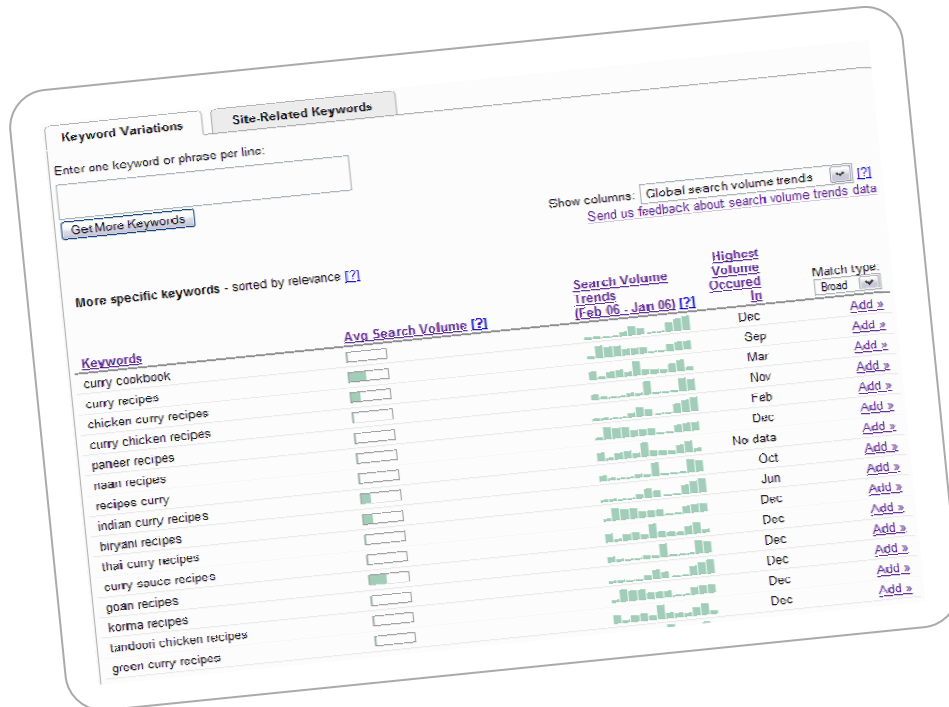 Keyword Variations Site-Related Keywords
Enter one keyword or phrase per line:
Get More Keywords
Show columns: Global search volume trends [?]
Send us feedback about search volume trends data
More specific keywords - sorted by relevance [?]
Keywords
Avg Search Volume [?]
Search Volume
Trends
(Feb 06 - Jan 06) [?]
Highest
Volume
Occured
In
Match type:
Broad
curry cookbook Dec Add »
curry recipes Sep Add »
chicken curry recipes Mar Add »
curry chicken recipes Nov Add »
paneer recipes Feb Add »
naan recipes Dec Add »
recipes curry No data Add »
indian curry recipes Oct Add »
biryani recipes Jun Add »
thai curry recipes Dec Add »
curry sauce recipes Dec Add »
goan recipes Dec Add »
korma recipes Dec Add »
tandoori chicken recipes Dec Add »
green curry recipes Dec Add »